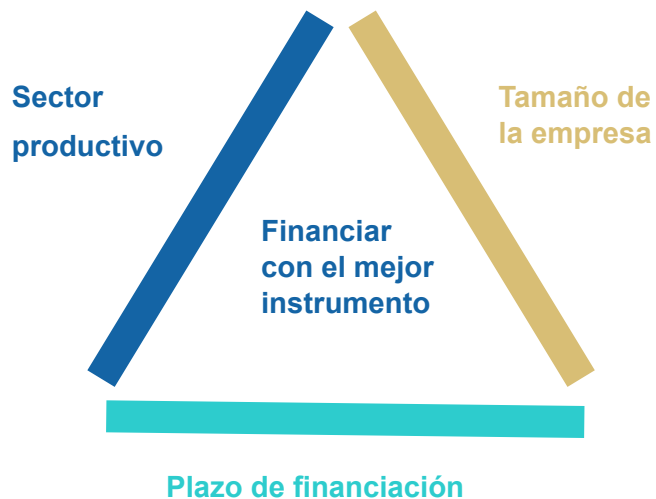 Sector
productivo
Tamaño de
la empresa
Financiar
con el mejor
instrumento
Plazo de financiación